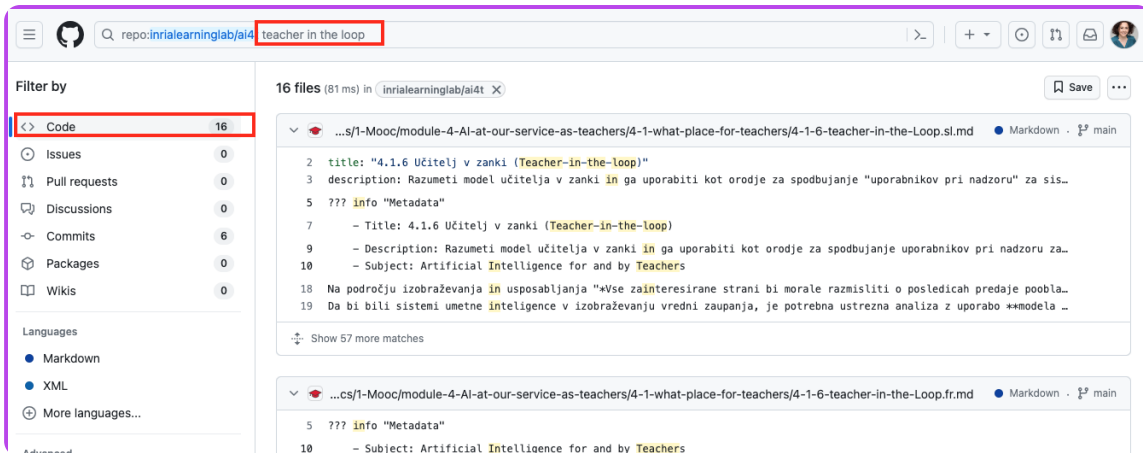 repo:inrialearninglab/ai4 teacher in the loop
Filter by
Code 16
Issues 0
Pull requests 0
Discussions 0
Commits 6
Packages 0
Wikis 0
Languages
Markdown
XML
More languages...
Advanced
16 files (81 ms) in inrialearninglab/ai4t
Save
...s/1-Mooc/module-4-AI-at-our-service-as-teachers/4-1-what-place-for-teachers/4-1-6-teacher-in-the-Loop.sl.md Markdown · main
2 title: "4.1.6 Učitelj v zanki (Teacher-in-the-loop)"
3 description: Razumeti model učitelja v zanki in ga uporabiti kot orodje za spodbujanje "uporabnikov pri nadzoru" za sis…
5 ??? info "Metadata"
7 – Title: 4.1.6 Učitelj v zanki (Teacher-in-the-loop)
9 – Description: Razumeti model učitelja v zanki in ga uporabiti kot orodje za spodbujanje uporabnikov pri nadzoru za…
10 – Subject: Artificial Intelligence for and by Teachers
18 Na področju izobraževanja in usposabljanja "*Vse zainteresirane strani bi morale razmisliti o posledicah predaje poobla…
19 Da bi bili sistemi umetne inteligence v izobraževanju vredni zaupanja, je potrebna ustrezna analiza z uporabo **modela …
Show 57 more matches
...cs/1-Mooc/module-4-AI-at-our-service-as-teachers/4-1-what-place-for-teachers/4-1-6-teacher-in-the-Loop.fr.md Markdown · main
5 ??? info "Metadata"
10 – Subject: Artificial Intelligence for and by Teachers